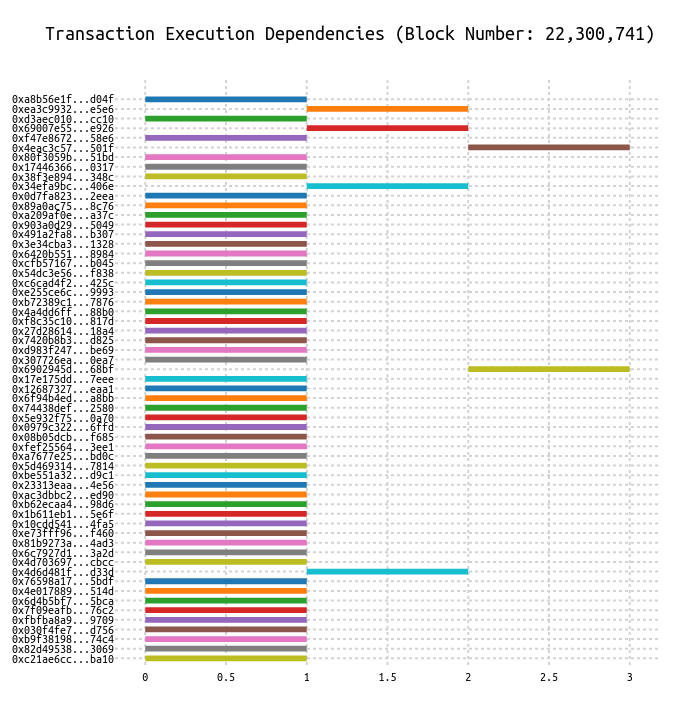 Transaction Execution Dependencies (Block Number: 22,300,741)
0xa8b56e1f...d04f
0xea3c9932...e5e6
0xd3aec010...cc10
0x69007e55...e926
0xf47e8672...58e6
0x4eac3c57...501f
0x80f3059b...51bd
0x17446366...0317
0x38f3e894...348c
0x34efa9bc...406e
0x0d7fa823...2eea
0x89a0ac75...8c76
0xa209af0e...a37c
0x903a0d29...5049
0x491a2fa8...b307
0x3e34cba3...1328
0x6420b551...8984
0xcfb57167...b045
0x54dc3e56...f838
0xc6cad4f2...425c
0xe255ce6c...9993
0xb72389c1...7876
0x4a4dd6ff...88b0
0xf8c35c10...817d
0x27d28614...18a4
0x7420b8b3...d825
0xd983f247...be69
0x307726ea...0ea7
0x6902945d...68bf
0x17e175dd...7eee
0x12687327...eaa1
0x6f94b4ed...a8bb
0x74438def...2580
0x5e932f75...0a70
0x0979c322...6ffd
0x08b05dcb...f685
0xfef25564...3ee1
0xa7677e25...bd0c
0x5d469314...7814
0xbe551a32...d9c1
0x23313eaa...4e56
0xac3dbbc2...ed90
0xb62ecaa4...98d6
0x1b611eb1...5e6f
0x10cdd541...4fa5
0xe73fff96...f460
0x81b9273a...4ad3
0x6c7927d1...3a2d
0x4d703697...cbcc
0x4d6d481f...d33d
0x76598a17...5bdf
0x4e017889...514d
0x6d4b5bf7...5bca
0x7f09eafb...76c2
0xfbfba8a9...9709
0x030f4fe7...d756
0xb9f38198...74c4
0x82d49538...3069
0xc21ae6cc...ba10
0 0.5 1 1.5 2 2.5 3